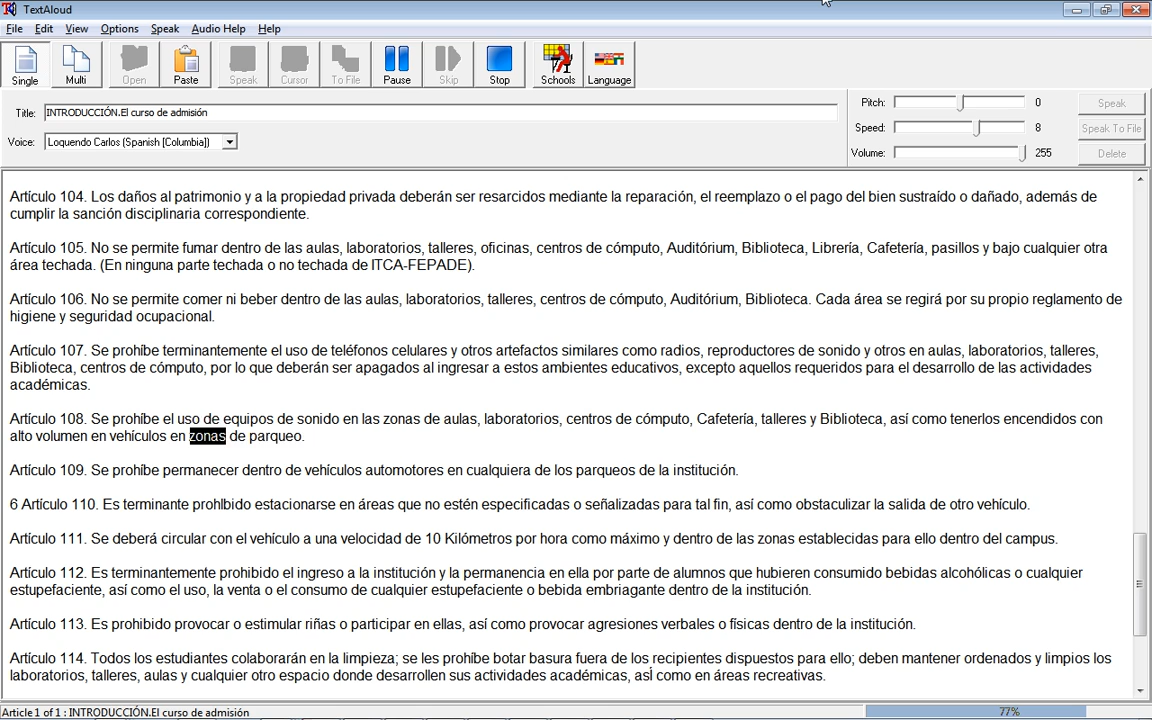 TextAloud
File Edit View Options Speak Audio Help Help
Single Multi Open Paste Speak Cursor To File Pause Skip Stop Schools Language
Title: INTRODUCCIÓN.El curso de admisión
Voice: Loquendo Carlos (Spanish [Columbia])
Pitch: 0 Speak
Speed: 8 Speak To File
Volume: 255 Delete
Artículo 104. Los daños al patrimonio y a la propiedad privada deberán ser resarcidos mediante la reparación, el reemplazo o el pago del bien sustraído o dañado, además de
cumplir la sanción disciplinaria correspondiente.
Artículo 105. No se permite fumar dentro de las aulas, laboratorios, talleres, oficinas, centros de cómputo, Auditórium, Biblioteca, Librería, Cafetería, pasillos y bajo cualquier otra
área techada. (En ninguna parte techada o no techada de ITCA-FEPADE).
Artículo 106. No se permite comer ni beber dentro de las aulas, laboratorios, talleres, centros de cómputo, Auditórium, Biblioteca. Cada área se regirá por su propio reglamento de
higiene y seguridad ocupacional.
Artículo 107. Se prohíbe terminantemente el uso de teléfonos celulares y otros artefactos similares como radios, reproductores de sonido y otros en aulas, laboratorios, talleres,
Biblioteca, centros de cómputo, por lo que deberán ser apagados al ingresar a estos ambientes educativos, excepto aquellos requeridos para el desarrollo de las actividades
académicas.
Artículo 108. Se prohíbe el uso de equipos de sonido en las zonas de aulas, laboratorios, centros de cómputo, Cafetería, talleres y Biblioteca, así como tenerlos encendidos con
alto volumen en vehículos en zonas de parqueo.
Artículo 109. Se prohíbe permanecer dentro de vehículos automotores en cualquiera de los parqueos de la institución.
6 Artículo 110. Es terminante prohIbido estacionarse en áreas que no estén especificadas o señalizadas para tal fin, así como obstaculizar la salida de otro vehículo.
Artículo 111. Se deberá circular con el vehículo a una velocidad de 10 Kilómetros por hora como máximo y dentro de las zonas establecidas para ello dentro del campus.
Artículo 112. Es terminantemente prohibido el ingreso a la institución y la permanencia en ella por parte de alumnos que hubieren consumido bebidas alcohólicas o cualquier
estupefaciente, así como el uso, la venta o el consumo de cualquier estupefaciente o bebida embriagante dentro de la institución.
Artículo 113. Es prohibido provocar o estimular riñas o participar en ellas, así como provocar agresiones verbales o físicas dentro de la institución.
Artículo 114. Todos los estudiantes colaborarán en la limpieza; se les prohíbe botar basura fuera de los recipientes dispuestos para ello; deben mantener ordenados y limpios los
laboratorios, talleres, aulas y cualquier otro espacio donde desarrollen sus actividades académicas, así como en áreas recreativas.
Article 1 of 1 : INTRODUCCIÓN.El curso de admisión 77%